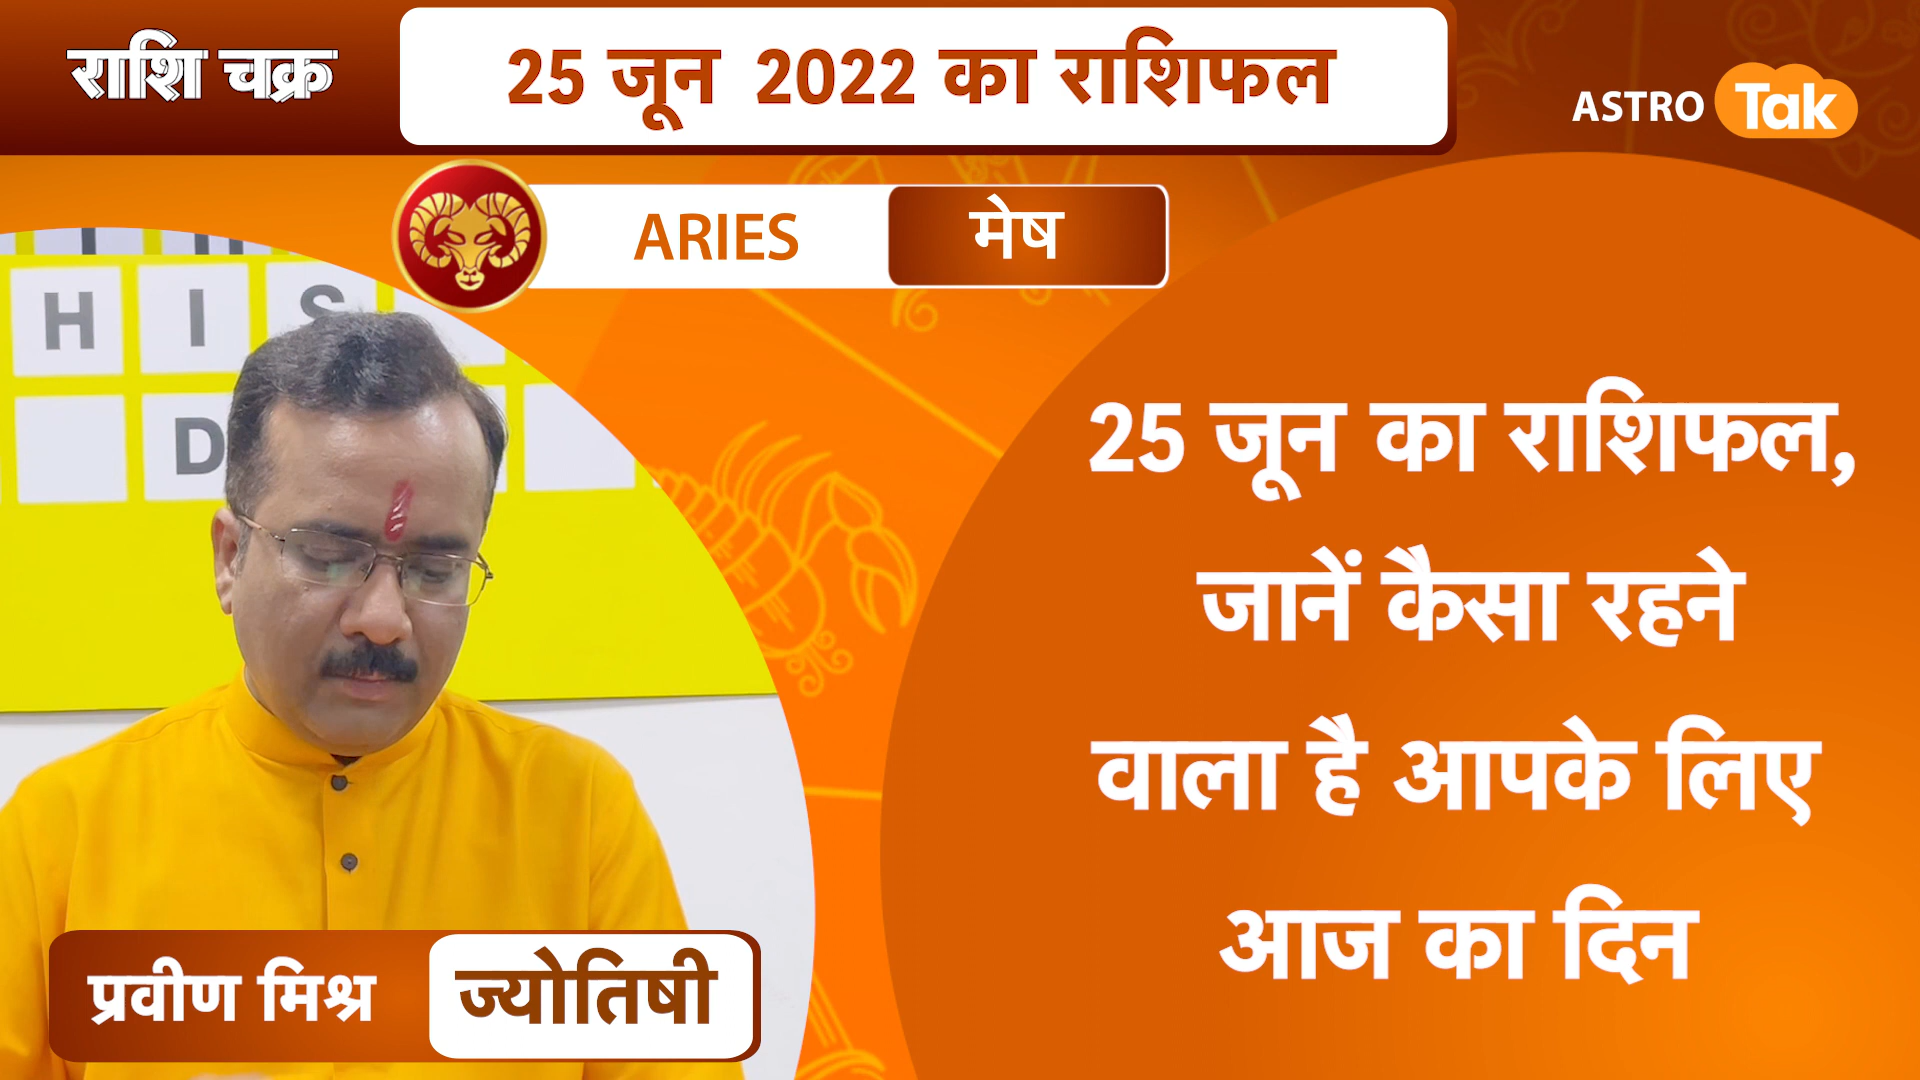 राशि चक्र
25 जून 2022 का राशिफल
ASTRO Tak
ARIES मेष
H I S
D
25 जून का राशिफल,
जानें कैसा रहने
वाला है आपके लिए
आज का दिन
प्रवीण मिश्र ज्योतिषी